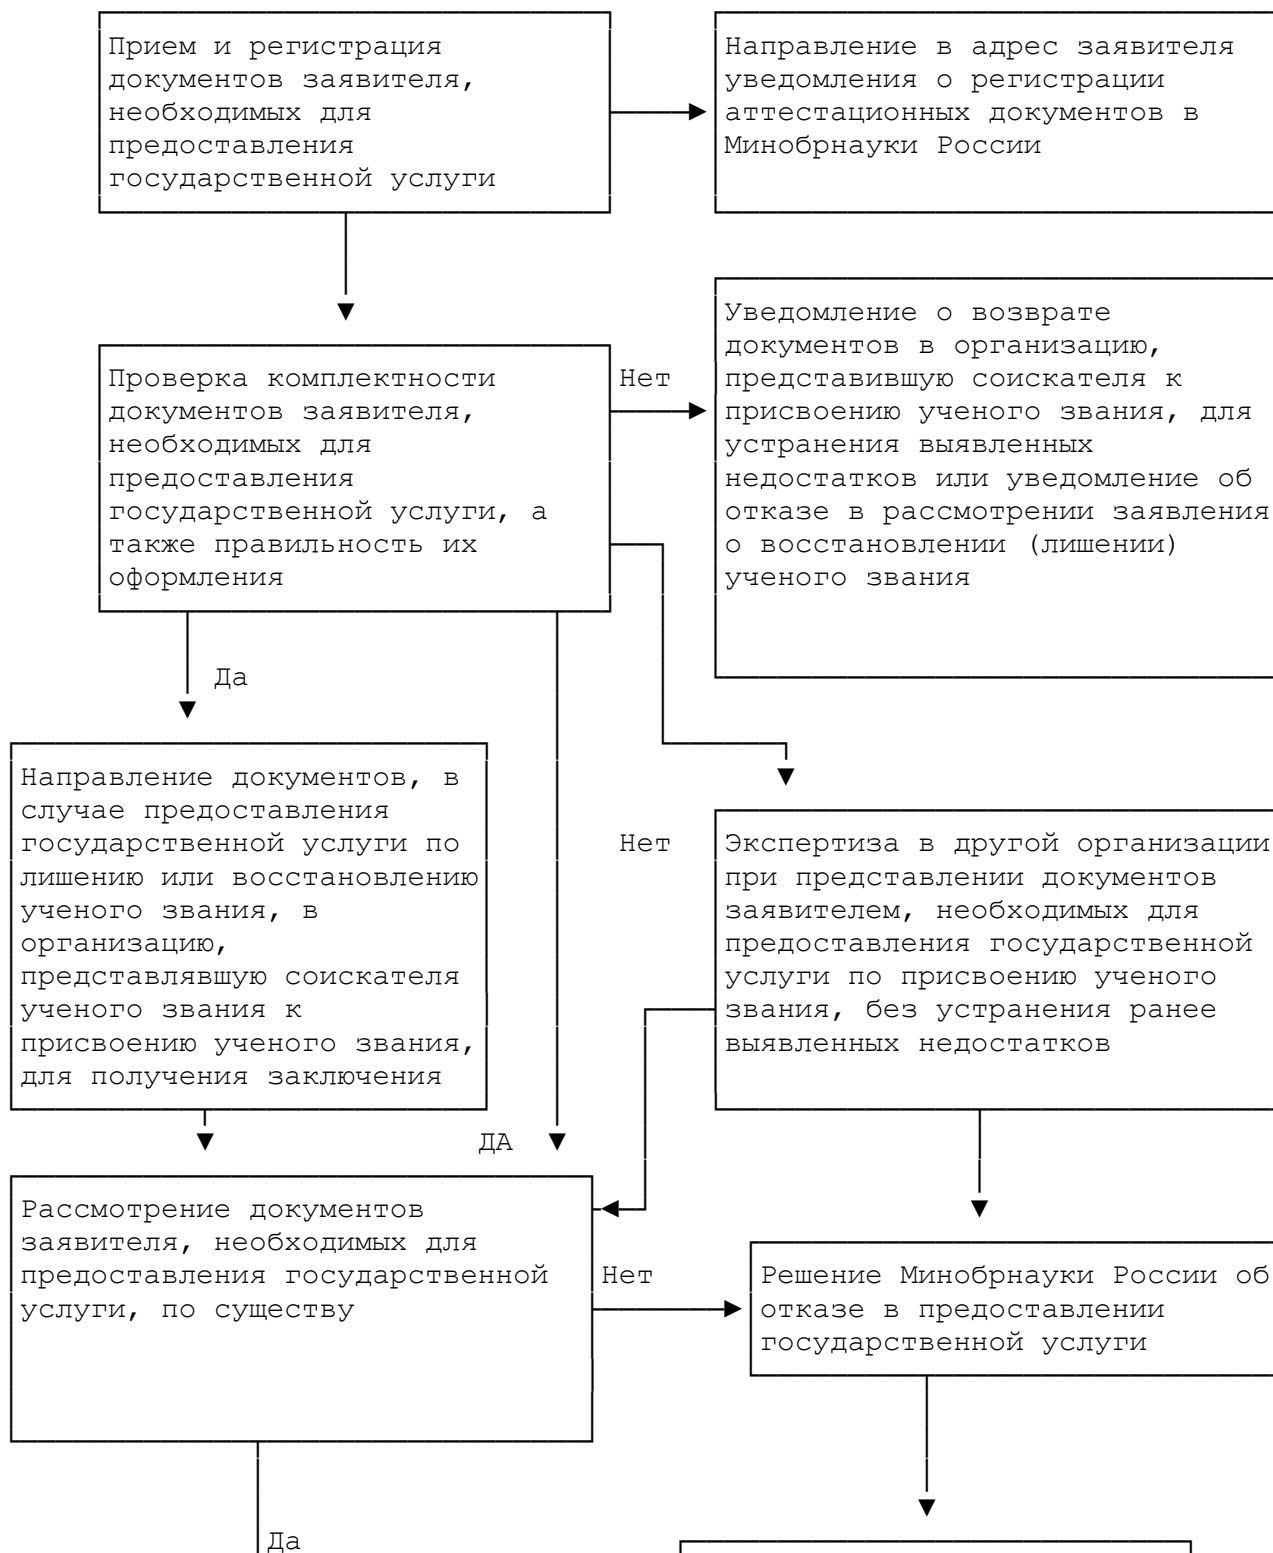 Прием и регистрация
документов заявителя,
необходимых для
предоставления
государственной услуги
Направление в адрес заявителя
уведомления о регистрации
аттестационных документов в
Минобрнауки России
Проверка комплектности
документов заявителя,
необходимых для
предоставления
государственной услуги, а
также правильность их
оформления
Нет
Уведомление о возврате
документов в организацию,
представившую соискателя к
присвоению ученого звания, для
устранения выявленных
недостатков или уведомление об
отказе в рассмотрении заявления
о восстановлении (лишении)
ученого звания
Да
Направление документов, в
случае предоставления
государственной услуги по
лишению или восстановлению
ученого звания, в
организацию,
представлявшую соискателя
ученого звания к
присвоению ученого звания,
для получения заключения
Нет
Экспертиза в другой организации
при представлении документов
заявителем, необходимых для
предоставления государственной
услуги по присвоению ученого
звания, без устранения ранее
выявленных недостатков
ДА
Рассмотрение документов
заявителя, необходимых для
предоставления государственной
услуги, по существу
Нет
Решение Минобрнауки России об
отказе в предоставлении
государственной услуги
Да